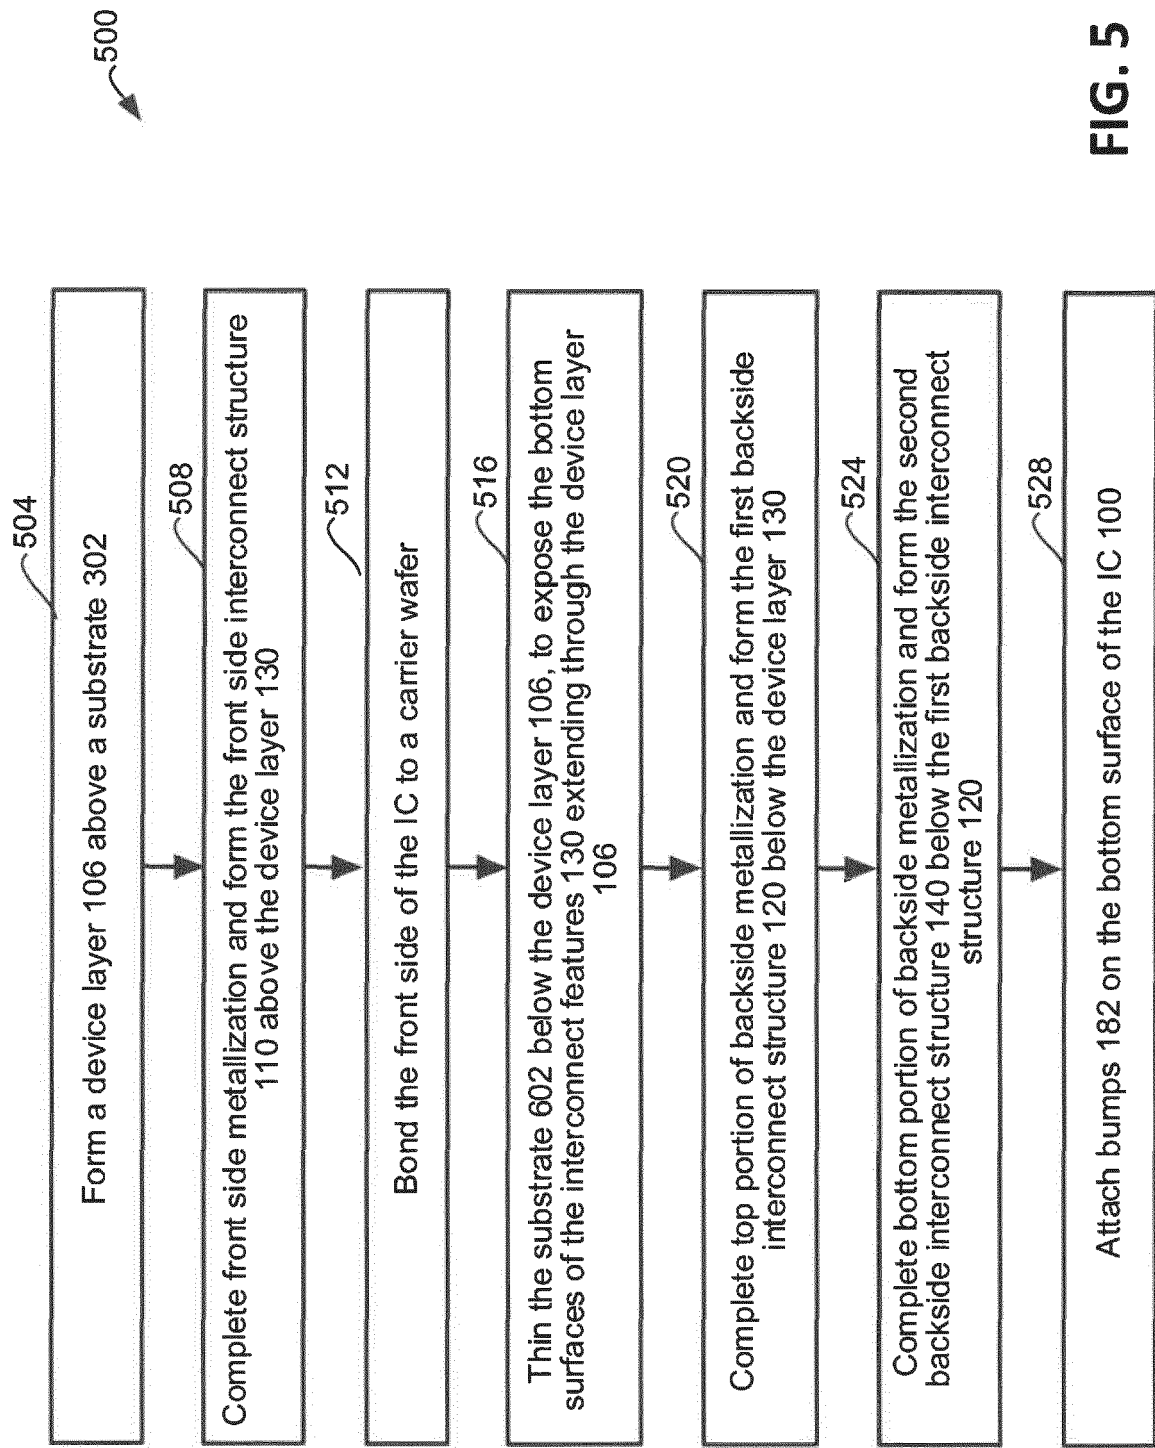 500
504
Form a device layer 106 above a substrate 302
508
Complete front side metallization and form the front side interconnect structure
110 above the device layer 130
512
Bond the front side of the IC to a carrier wafer
516
Thin the substrate 602 below the device layer 106, to expose the bottom
surfaces of the interconnect features 130 extending through the device layer
106
520
Complete top portion of backside metallization and form the first backside
interconnect structure 120 below the device layer 130
524
Complete bottom portion of backside metallization and form the second
backside interconnect structure 140 below the first backside interconnect
structure 120
528
Attach bumps 182 on the bottom surface of the IC 100
FIG. 5